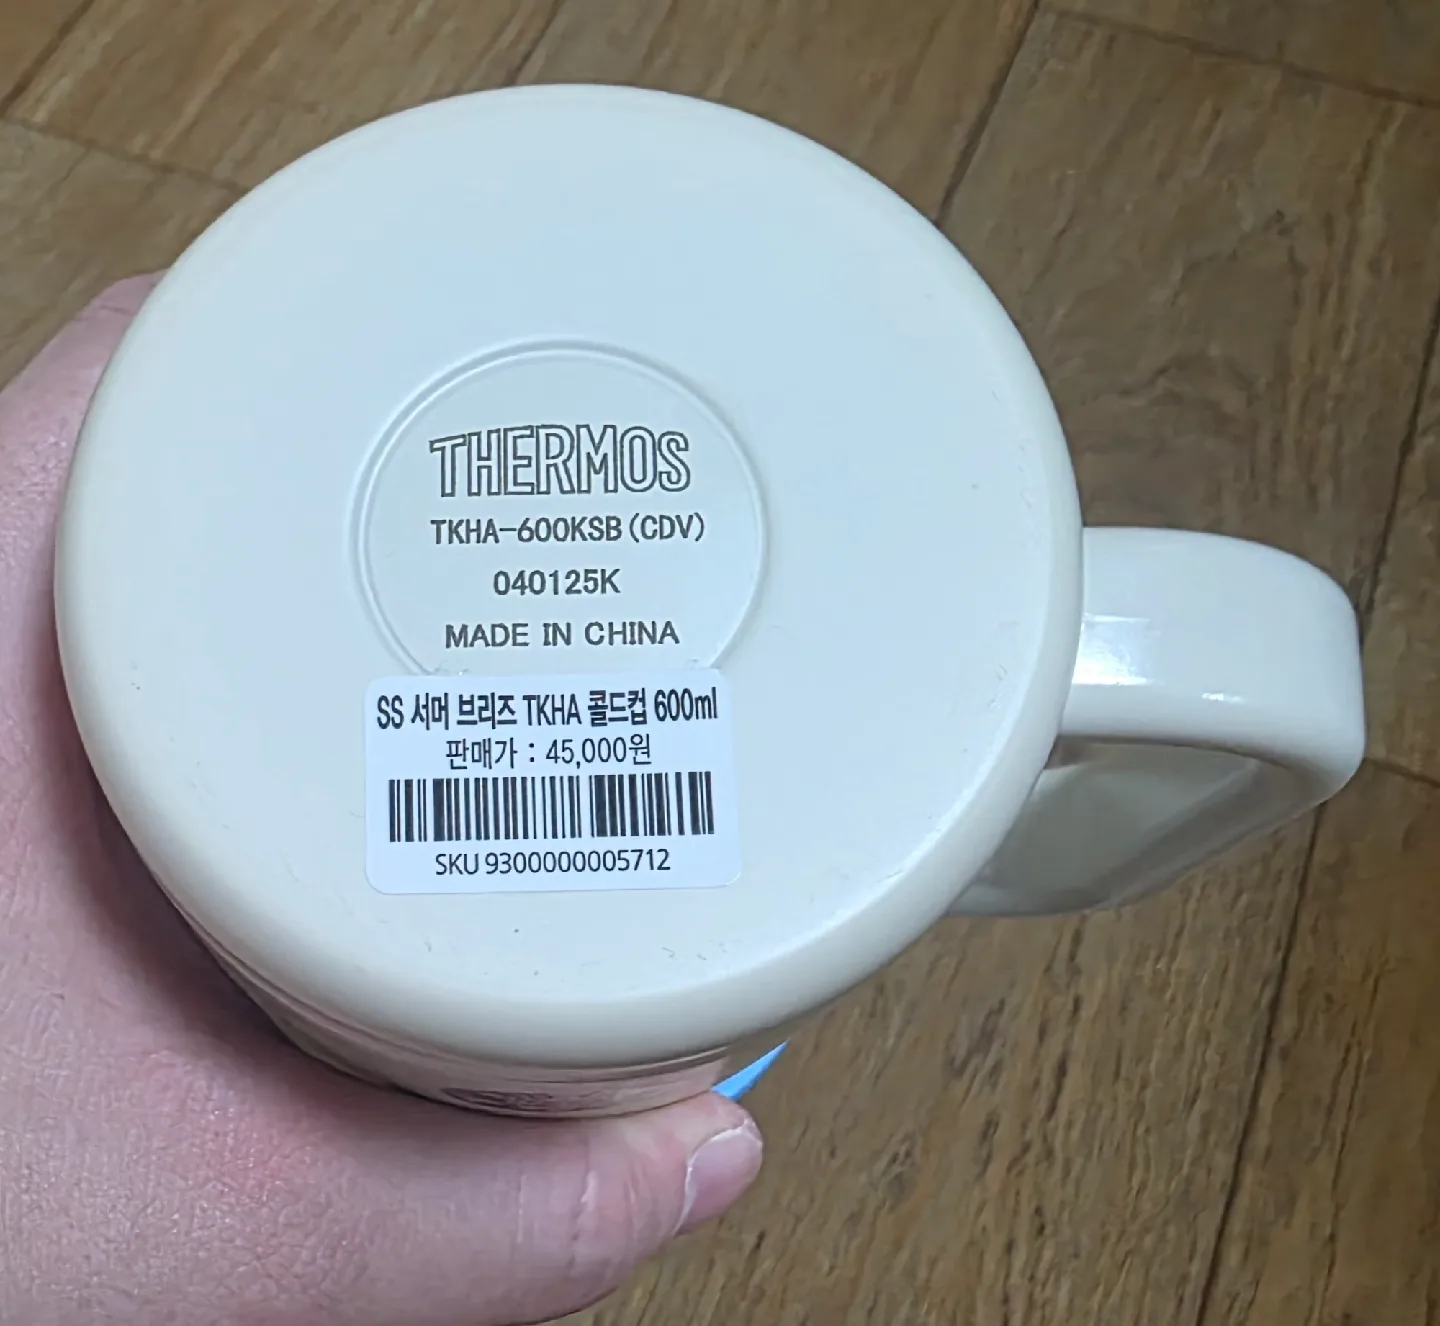 THERMOS
TKHA-600KSB(CDV)
040125K
MADE IN CHINA
SS 서머 브리즈 TKHA 콜드컵 600ml
판매가 : 45,000원
SKU 9300000005712